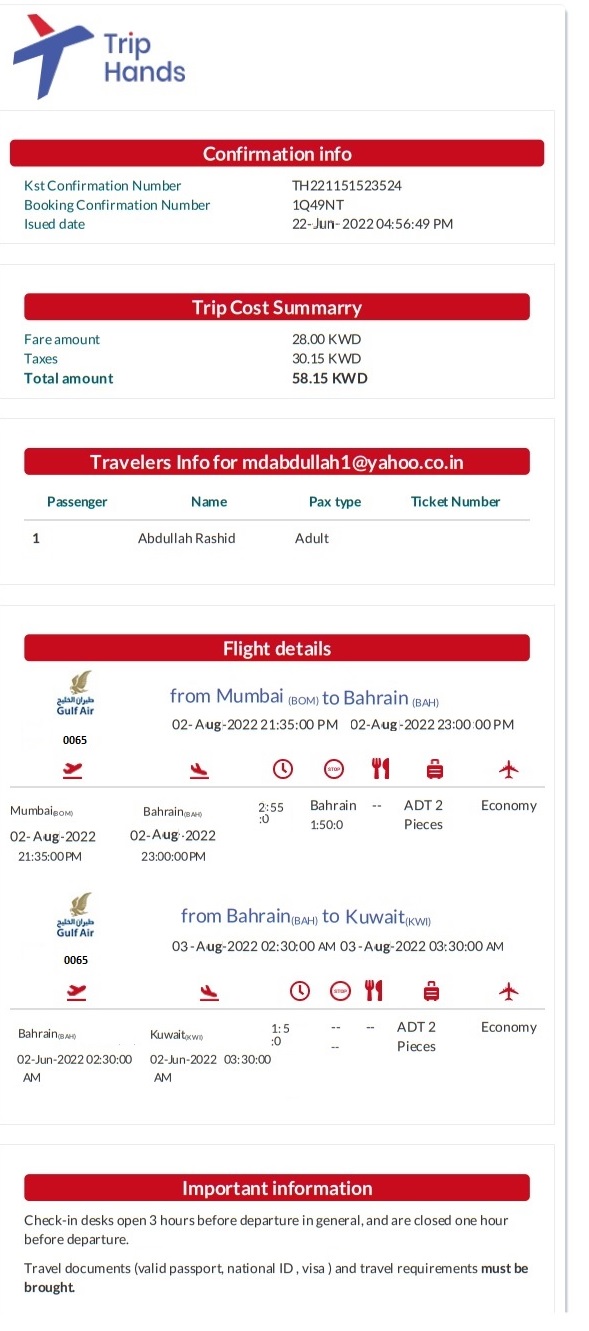 Trip
Hands
Confirmation info
Kst Confirmation Number TH221151523524
Booking Confirmation Number 1Q49NT
Isued date 22-Jun-2022 04:56:49 PM
Trip Cost Summarry
Fare amount 28.00 KWD
Taxes 30.15 KWD
Total amount 58.15 KWD
Travelers Info for mdabdullah1@yahoo.co.in
Passenger Name Pax type Ticket Number
1 Abdullah Rashid Adult
Flight details
طيران الخليج
Gulf Air
0065
from Mumbai (BOM) to Bahrain (BAH)
02-Aug-2022 21:35:00 PM 02-Aug-2022 23:00:00 PM
STOP
Mumbai(BOM) Bahrain(BAH) 2:55 Bahrain -- ADT 2 Economy
:0 1:50:0 Pieces
02-Aug-2022 02-Aug-2022
21:35:00 PM 23:00:00 PM
طيران الخليج
Gulf Air
0065
from Bahrain(BAH) to Kuwait(KWI)
03-Aug-2022 02:30:00 AM 03-Aug-2022 03:30:00 AM
STOP
Bahrain(BAH) Kuwait(KWI) 1:5 -- -- ADT 2 Economy
:0 -- Pieces
02-Jun-2022 02:30:00 02-Jun-2022 03:30:00
AM AM
Important information
Check-in desks open 3 hours before departure in general, and are closed one hour
before departure.
Travel documents (valid passport, national ID , visa ) and travel requirements must be
brought.